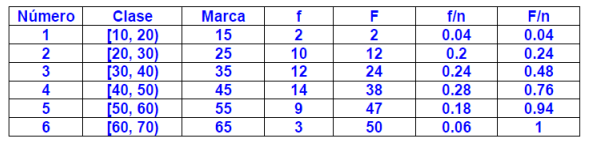 Número Clase Marca f F f/n F/n
1 [10, 20) 15 2 2 0.04 0.04
2 [20, 30) 25 10 12 0.2 0.24
3 [30, 40) 35 12 24 0.24 0.48
4 [40, 50) 45 14 38 0.28 0.76
5 [50, 60) 55 9 47 0.18 0.94
6 [60, 70) 65 3 50 0.06 1